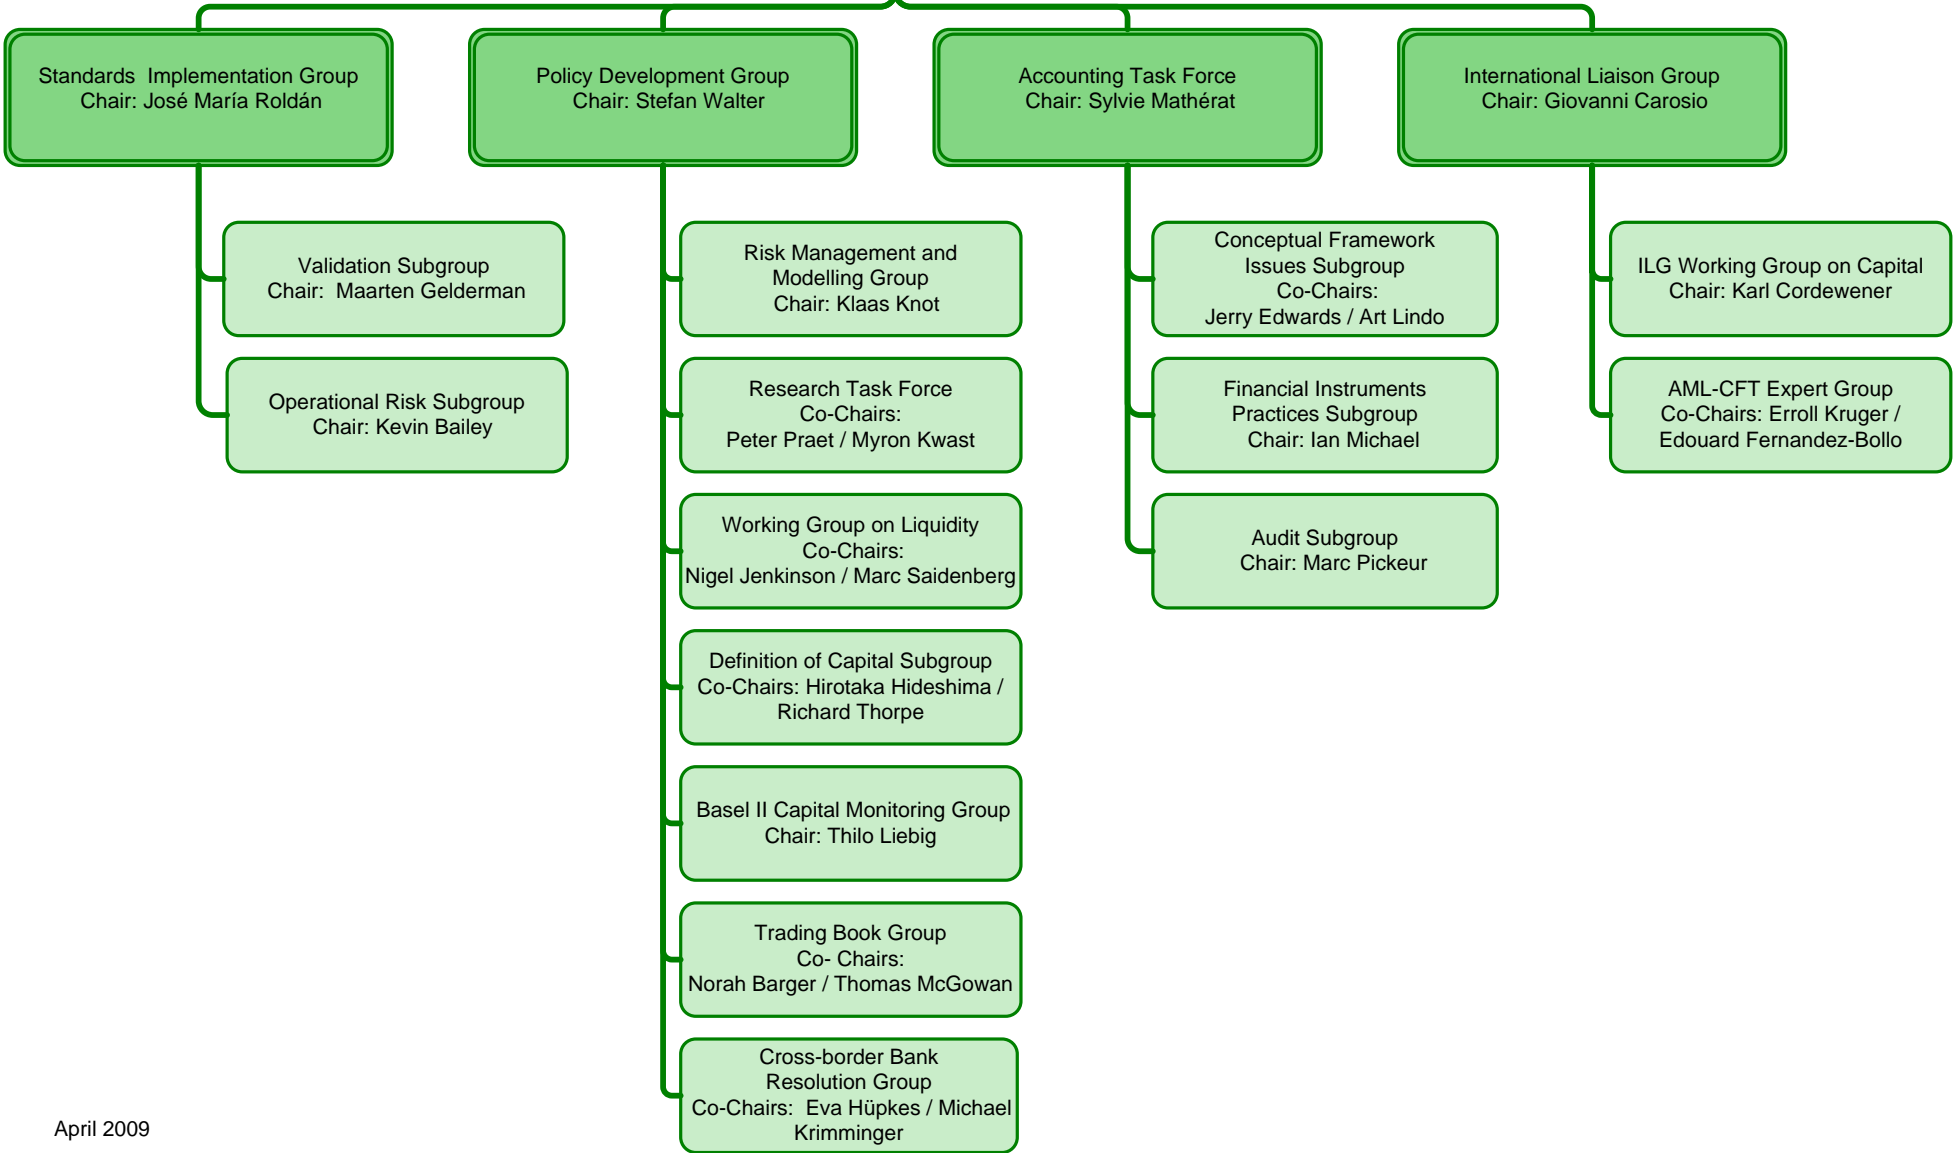 Standards  Implementation Group
Chair: José María Roldán
Policy Development Group
Chair: Stefan Walter
Accounting Task Force
Chair: Sylvie Mathérat
International Liaison Group
Chair: Giovanni Carosio
Validation Subgroup
Chair:  Maarten Gelderman
Operational Risk Subgroup
Chair: Kevin Bailey
Risk Management and
Modelling Group
Chair: Klaas Knot
Research Task Force
Co-Chairs:
Peter Praet / Myron Kwast
Working Group on Liquidity
Co-Chairs:
Nigel Jenkinson / Marc Saidenberg
Definition of Capital Subgroup
Co-Chairs: Hirotaka Hideshima /
Richard Thorpe
Basel II Capital Monitoring Group
Chair: Thilo Liebig
Trading Book Group
Co- Chairs:
Norah Barger / Thomas McGowan
Cross-border Bank
Resolution Group
Co-Chairs:  Eva Hüpkes / Michael
Krimminger
Conceptual Framework
Issues Subgroup
Co-Chairs:
Jerry Edwards / Art Lindo
Financial Instruments
Practices Subgroup
Chair: Ian Michael
Audit Subgroup
Chair: Marc Pickeur
ILG Working Group on Capital
Chair: Karl Cordewener
AML-CFT Expert Group
Co-Chairs: Erroll Kruger /
Edouard Fernandez-Bollo
April 2009